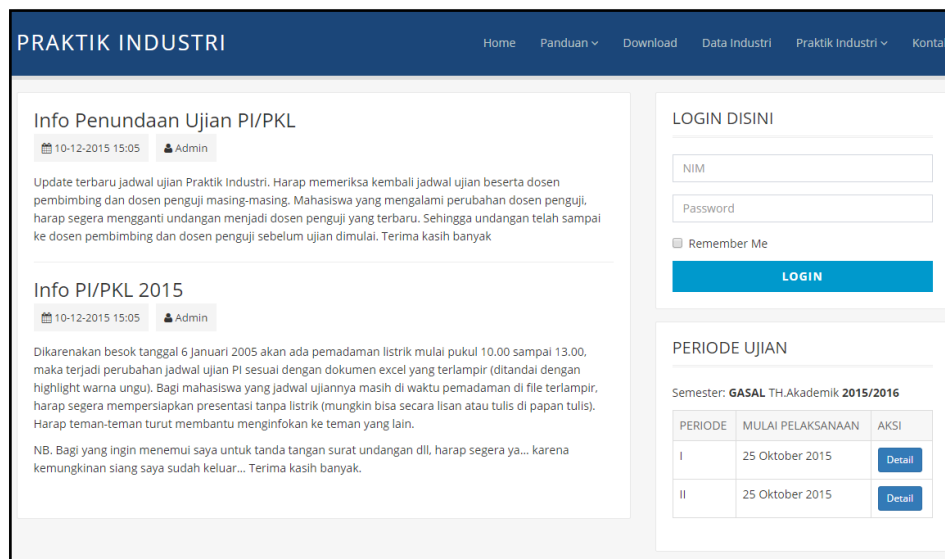 PRAKTIK INDUSTRI
Home Panduan Download Data Industri Praktik Industri
Info Penundaan Ujian PI/PKL
10-12-2015 15:05 Admin
Update terbaru jadwal ujian Praktik Industri. Harap memeriksa kembali jadwal ujian beserta dosen
pembimbing dan dosen penguji masing-masing. Mahasiswa yang mengalami perubahan dosen penguji,
harap segera mengganti undangan menjadi dosen penguji yang terbaru. Sehingga undangan telah sampai
ke dosen pembimbing dan dosen penguji sebelum ujian dimulai. Terima kasih banyak
Info PI/PKL 2015
10-12-2015 15:05 Admin
Dikarenakan besok tanggal 6 Januari 2005 akan ada pemadaman listrik mulai pukul 10.00 sampai 13.00,
maka terjadi perubahan jadwal ujian PI sesuai dengan dokumen excel yang terlampir (ditandai dengan
highlight warna ungu). Bagi mahasiswa yang jadwal ujiannya masih di waktu pemadaman di file terlampir,
harap segera mempersiapkan presentasi tanpa listrik (mungkin bisa secara lisan atau tulis di papan tulis).
Harap teman-teman turut membantu menginfokan ke teman yang lain.
NB. Bagi yang ingin menemui saya untuk tanda tangan surat undangan dll, harap segera ya... karena
kemungkinan siang saya sudah keluar... Terima kasih banyak.
LOGIN DISINI
NIM
Password
Remember Me
LOGIN
PERIODE UJIAN
Semester: GASAL TH.Akademik 2015/2016
PERIODE MULAI PELAKSANAAN AKSI
I 25 Oktober 2015 Detail
II 25 Oktober 2015 Detail